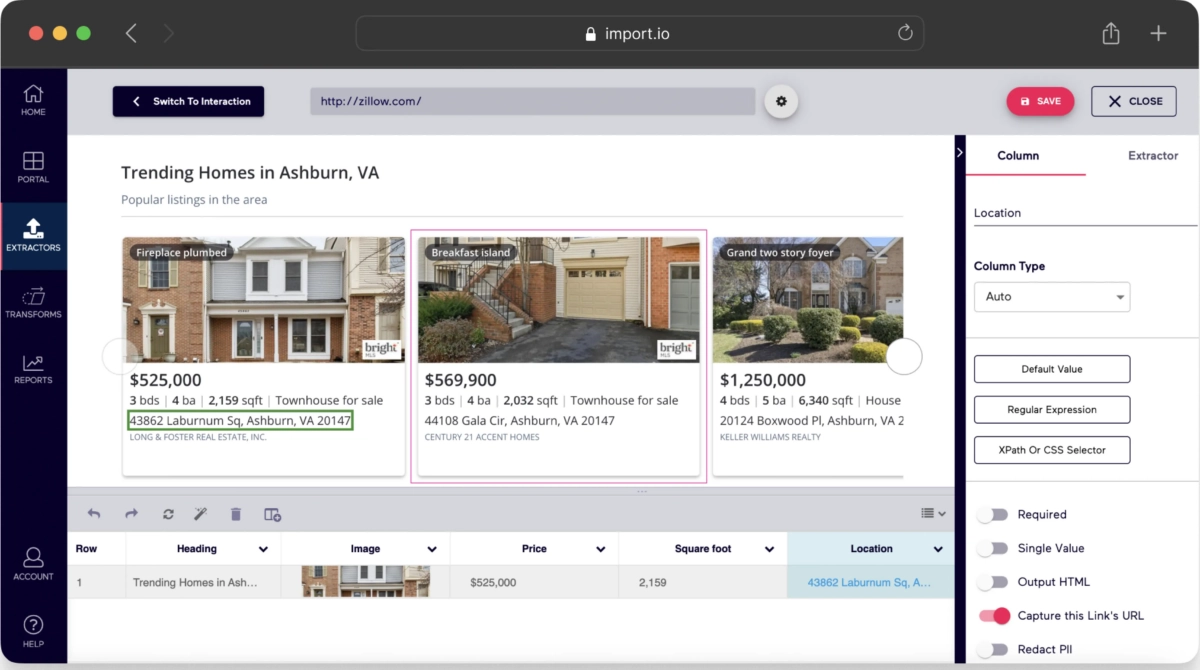 import.io
HOME
PORTAL
EXTRACTORS
TRANSFORMS
REPORTS
ACCOUNT
HELP
Switch To Interaction
http://zillow.com/
SAVE
CLOSE
Trending Homes in Ashburn, VA
Popular listings in the area
Fireplace plumbed
bright
MLS
$525,000
3 bds | 4 ba | 2,159 sqft | Townhouse for sale
43862 Laburnum Sq, Ashburn, VA 20147
LONG & FOSTER REAL ESTATE, INC.
Breakfast island
bright
MLS
$569,900
3 bds | 4 ba | 2,032 sqft | Townhouse for sale
44108 Gala Cir, Ashburn, VA 20147
CENTURY 21 ACCENT HOMES
Grand two story foyer
$1,250,000
4 bds | 5 ba | 6,340 sqft | House
20124 Boxwood Pl, Ashburn, VA 2
KELLER WILLIAMS REALTY
Row Heading Image Price Square foot Location
1 Trending Homes in Ash... $525,000 2,159 43862 Laburnum Sq, A...
Column Extractor
Location
Column Type
Auto
Default Value
Regular Expression
XPath Or CSS Selector
Required
Single Value
Output HTML
Capture this Link's URL
Redact PII